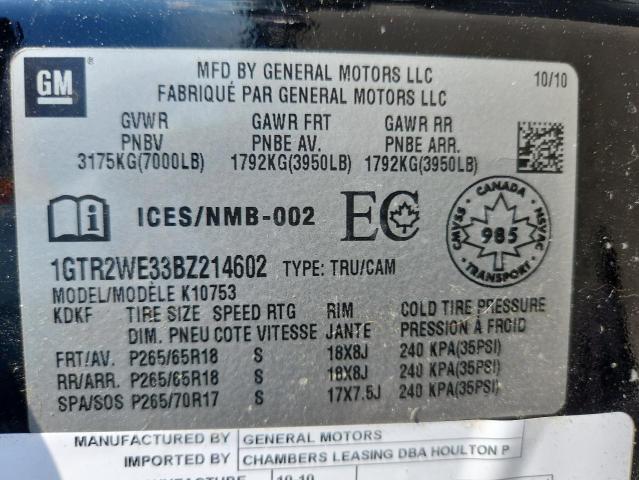 GM ®
MFD BY GENERAL MOTORS LLC 10/10
FABRIQUÉ PAR GENERAL MOTORS LLC
GVWR GAWR FRT GAWR RR
PNBV PNBE AV. PNBE ARR.
3175KG(7000LB) 1792KG(3950LB) 1792KG(3950LB)
i ICES/NMB-002 EC
CANADA
CMVSS 985 NSVAC
TRANSPORT
1GTR2WE33BZ214602 TYPE: TRU/CAM
MODEL/MODÈLE K10753
KDKF TIRE SIZE SPEED RTG RIM COLD TIRE PRESSURE
DIM. PNEU COTE VITESSE JANTE PRESSION À FROID
FRT/AV. P265/65R18 S 18X8J 240 KPA(35PSI)
RR/ARR. P265/65R18 S 18X8J 240 KPA(35PSI)
SPA/SOS P265/70R17 S 17X7.5J 240 KPA(35PSI)
MANUFACTURED BY GENERAL MOTORS
IMPORTED BY CHAMBERS LEASING DBA HOULTON P